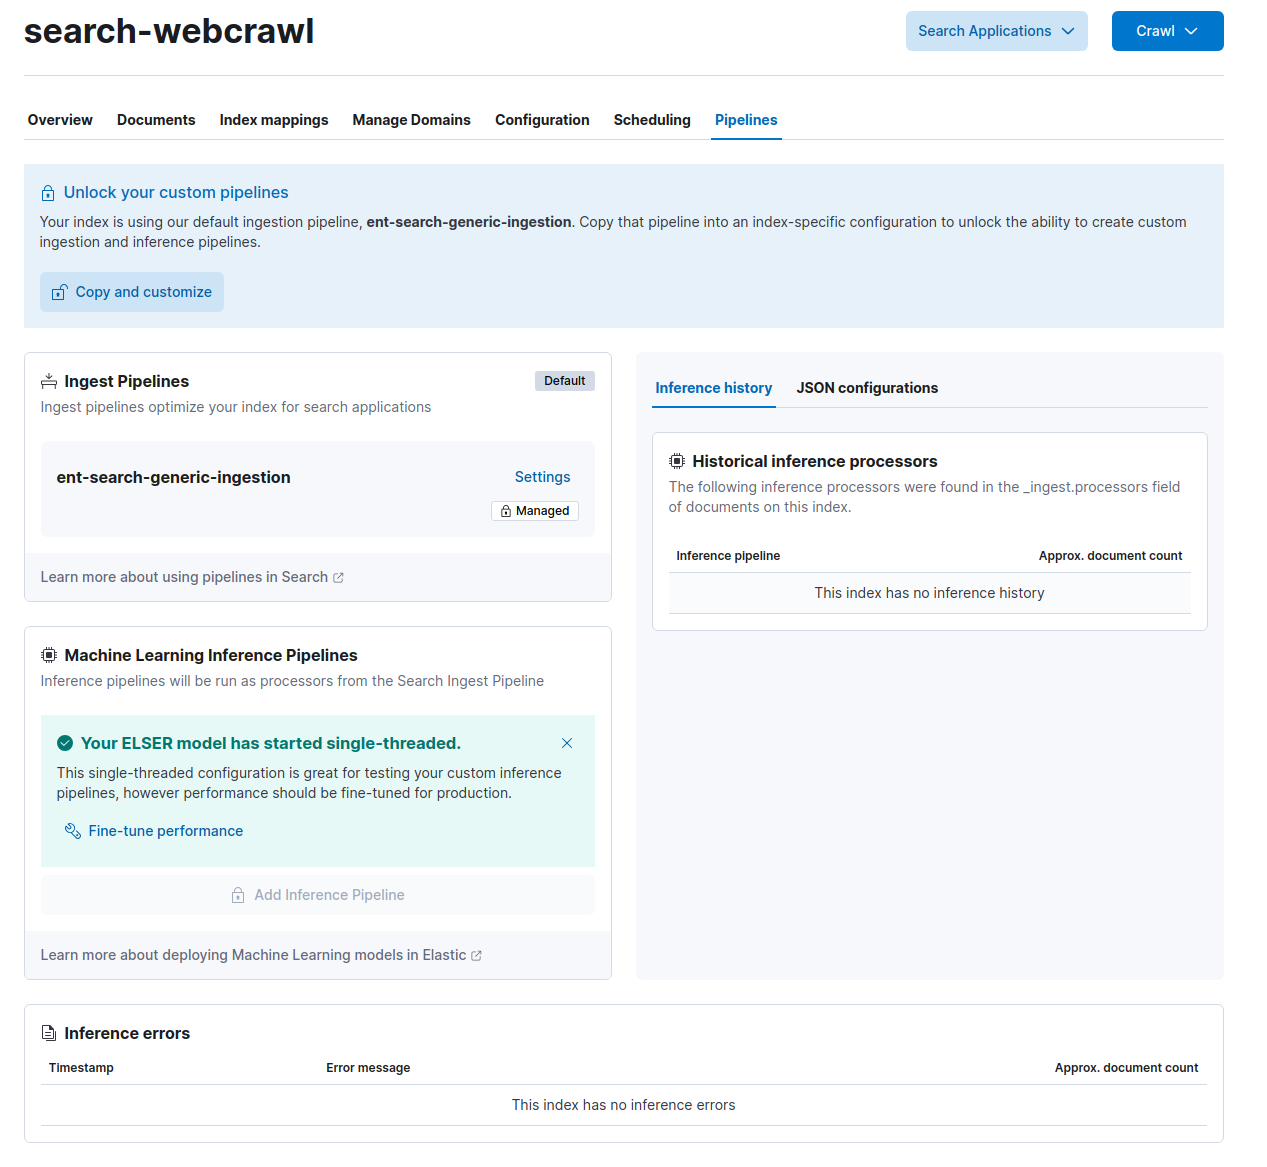 search-webcrawl
Search Applications
Crawl
Overview Documents Index mappings Manage Domains Configuration Scheduling Pipelines
Unlock your custom pipelines
Your index is using our default ingestion pipeline, ent-search-generic-ingestion. Copy that pipeline into an index-specific configuration to unlock the ability to create custom
ingestion and inference pipelines.
Copy and customize
Ingest Pipelines
Default
Ingest pipelines optimize your index for search applications
ent-search-generic-ingestion
Settings
Managed
Learn more about using pipelines in Search
Machine Learning Inference Pipelines
Inference pipelines will be run as processors from the Search Ingest Pipeline
Your ELSER model has started single-threaded.
This single-threaded configuration is great for testing your custom inference
pipelines, however performance should be fine-tuned for production.
Fine-tune performance
Add Inference Pipeline
Learn more about deploying Machine Learning models in Elastic
Inference history JSON configurations
Historical inference processors
The following inference processors were found in the _ingest.processors field
of documents on this index.
Inference pipeline Approx. document count
This index has no inference history
Inference errors
Timestamp Error message Approx. document count
This index has no inference errors